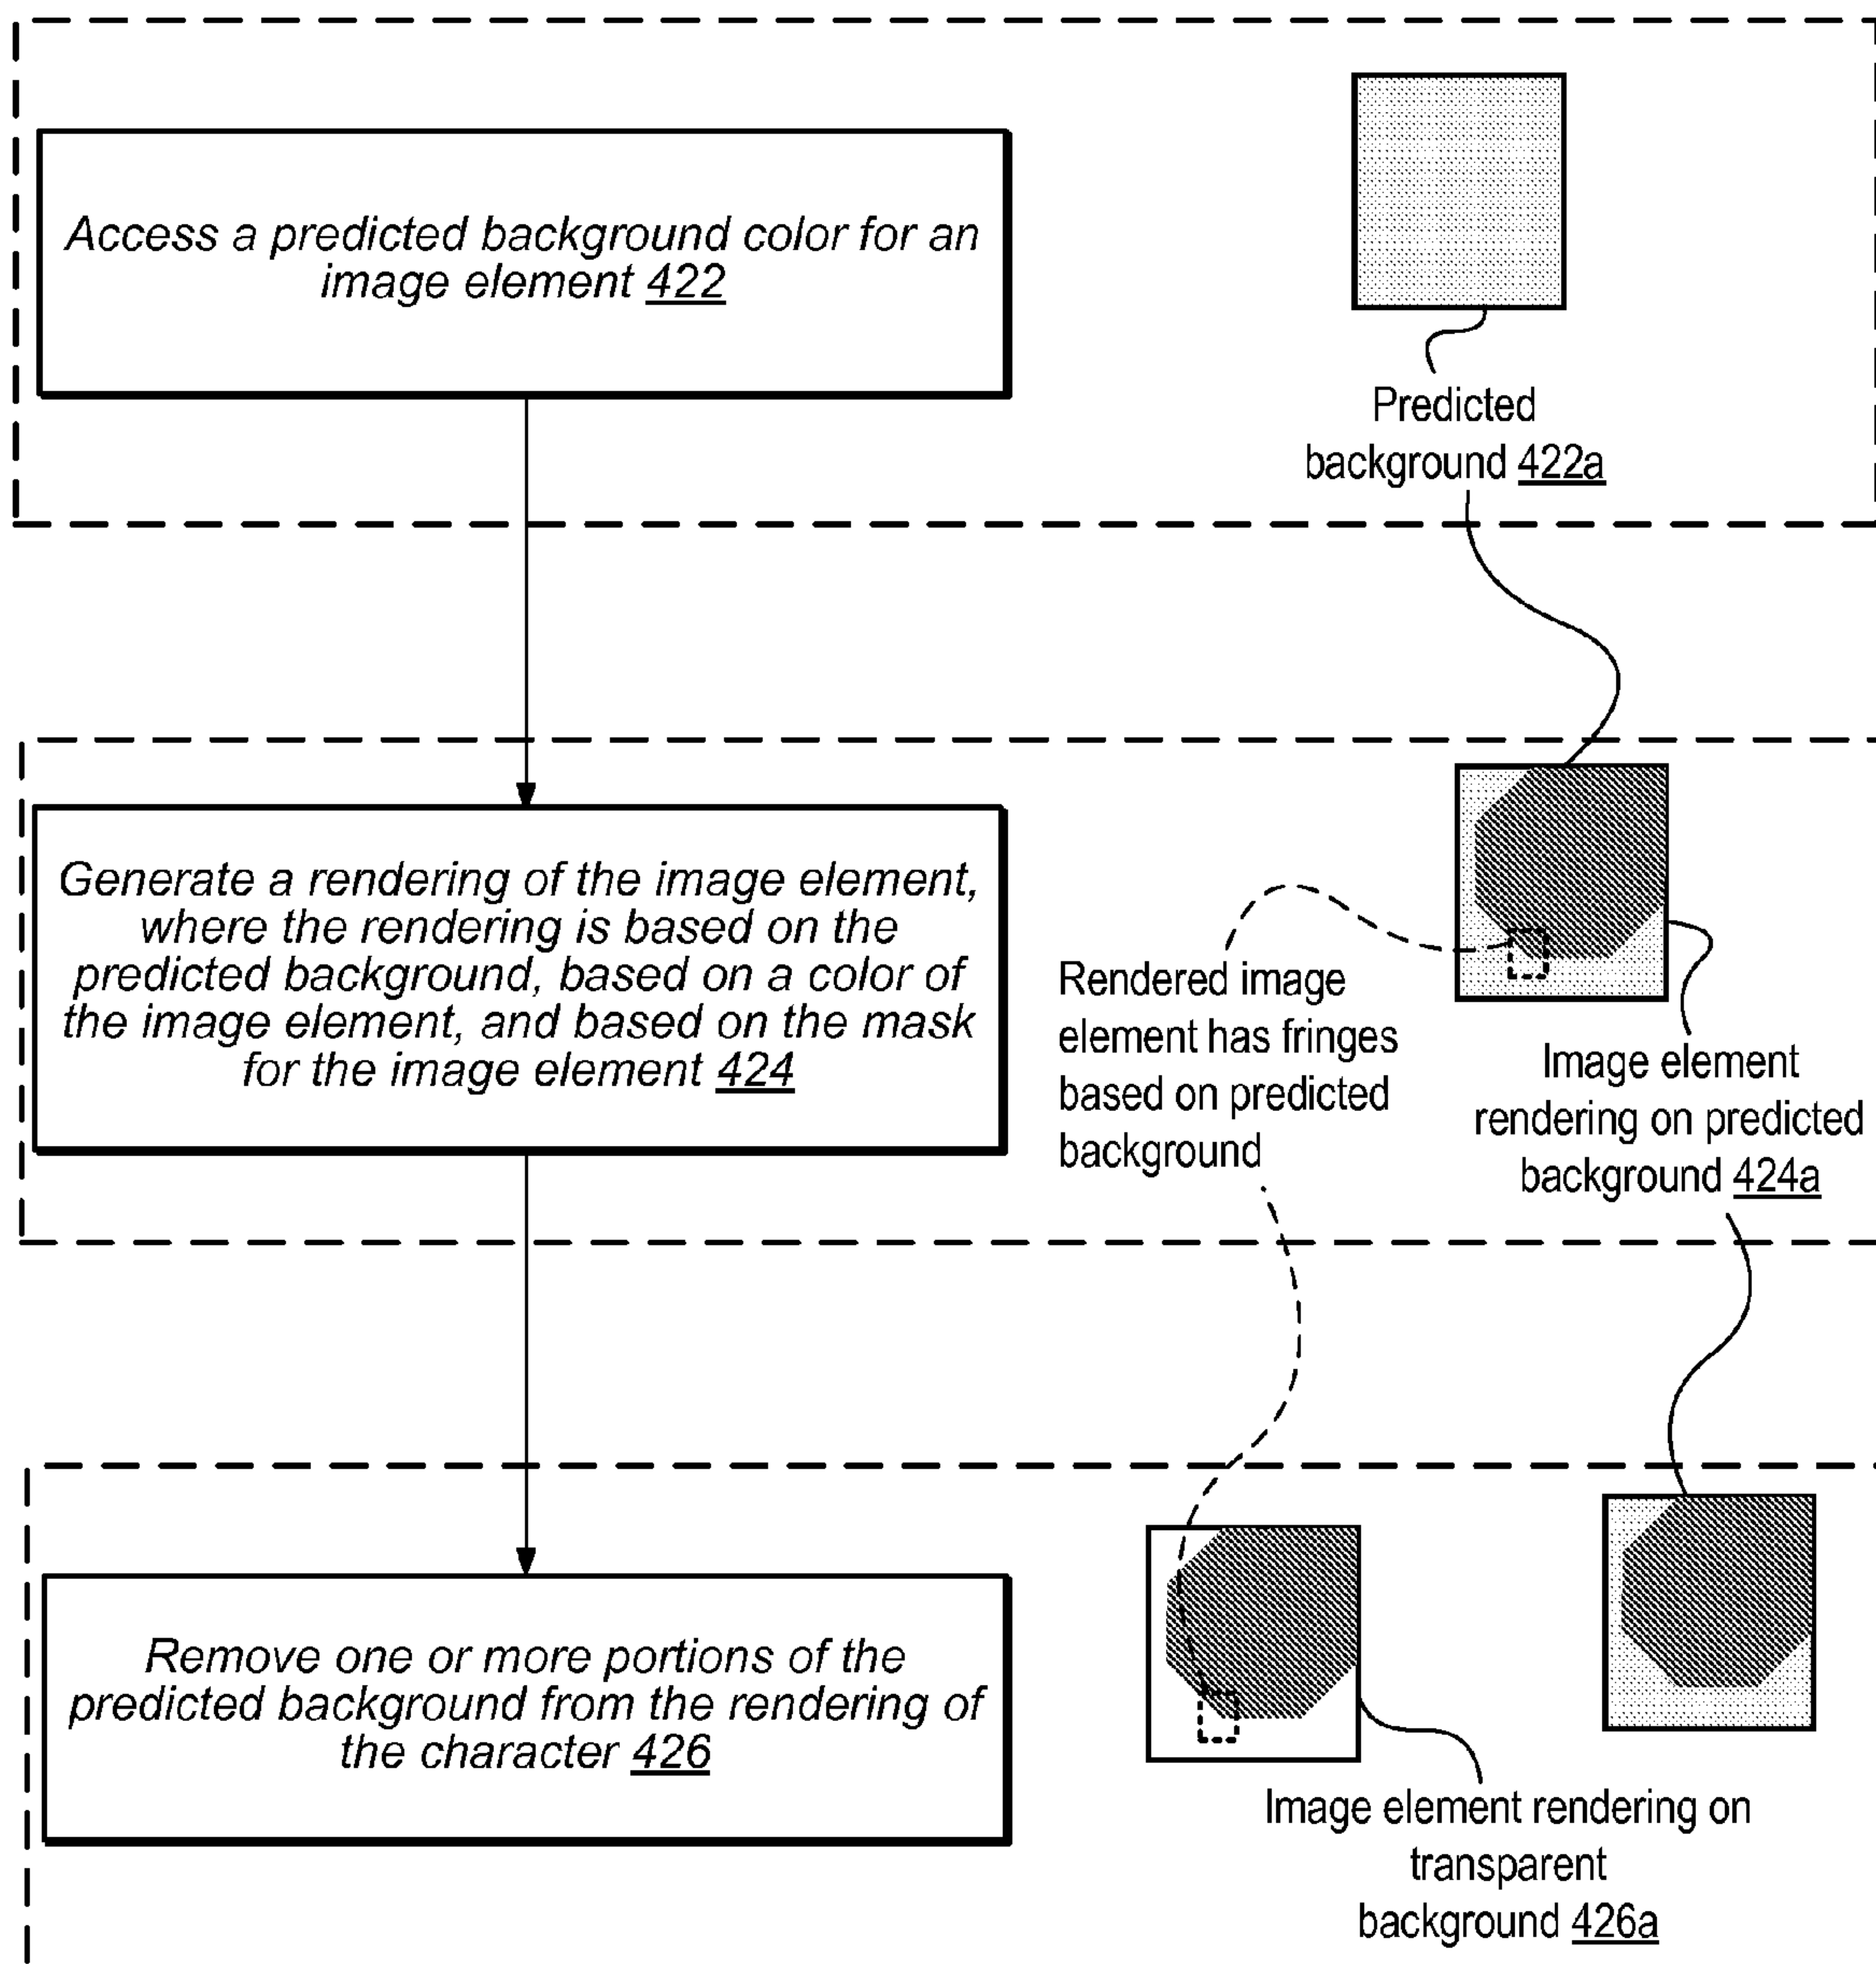 Access a predicted background color for an
image element 422
Predicted
background 422a
Generate a rendering of the image element,
where the rendering is based on the
predicted background, based on a color of
the image element, and based on the mask
for the image element 424
Rendered image
element has fringes
based on predicted
background
Image element
rendering on predicted
background 424a
Remove one or more portions of the
predicted background from the rendering of
the character 426
Image element rendering on
transparent
background 426a